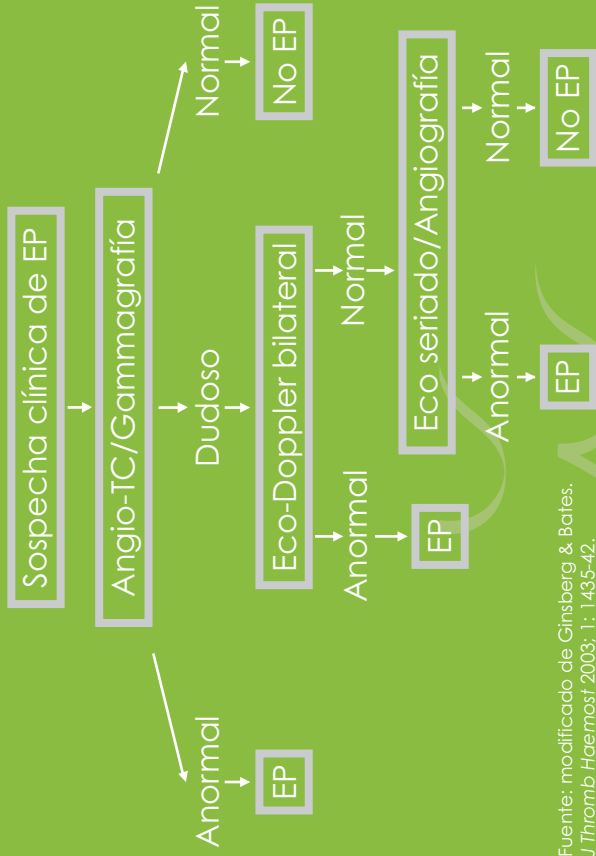 Sospecha clínica de EP
Angio-TC/Gammagrafía
Anormal
Dudoso
Normal
EP
Eco-Doppler bilateral
No EP
Anormal
Normal
EP
Eco seriado/Angiografía
Anormal
Normal
EP
No EP
Fuente: modificado de Ginsberg & Bates.
J Thromb Haemost 2003; 1: 1435-42.